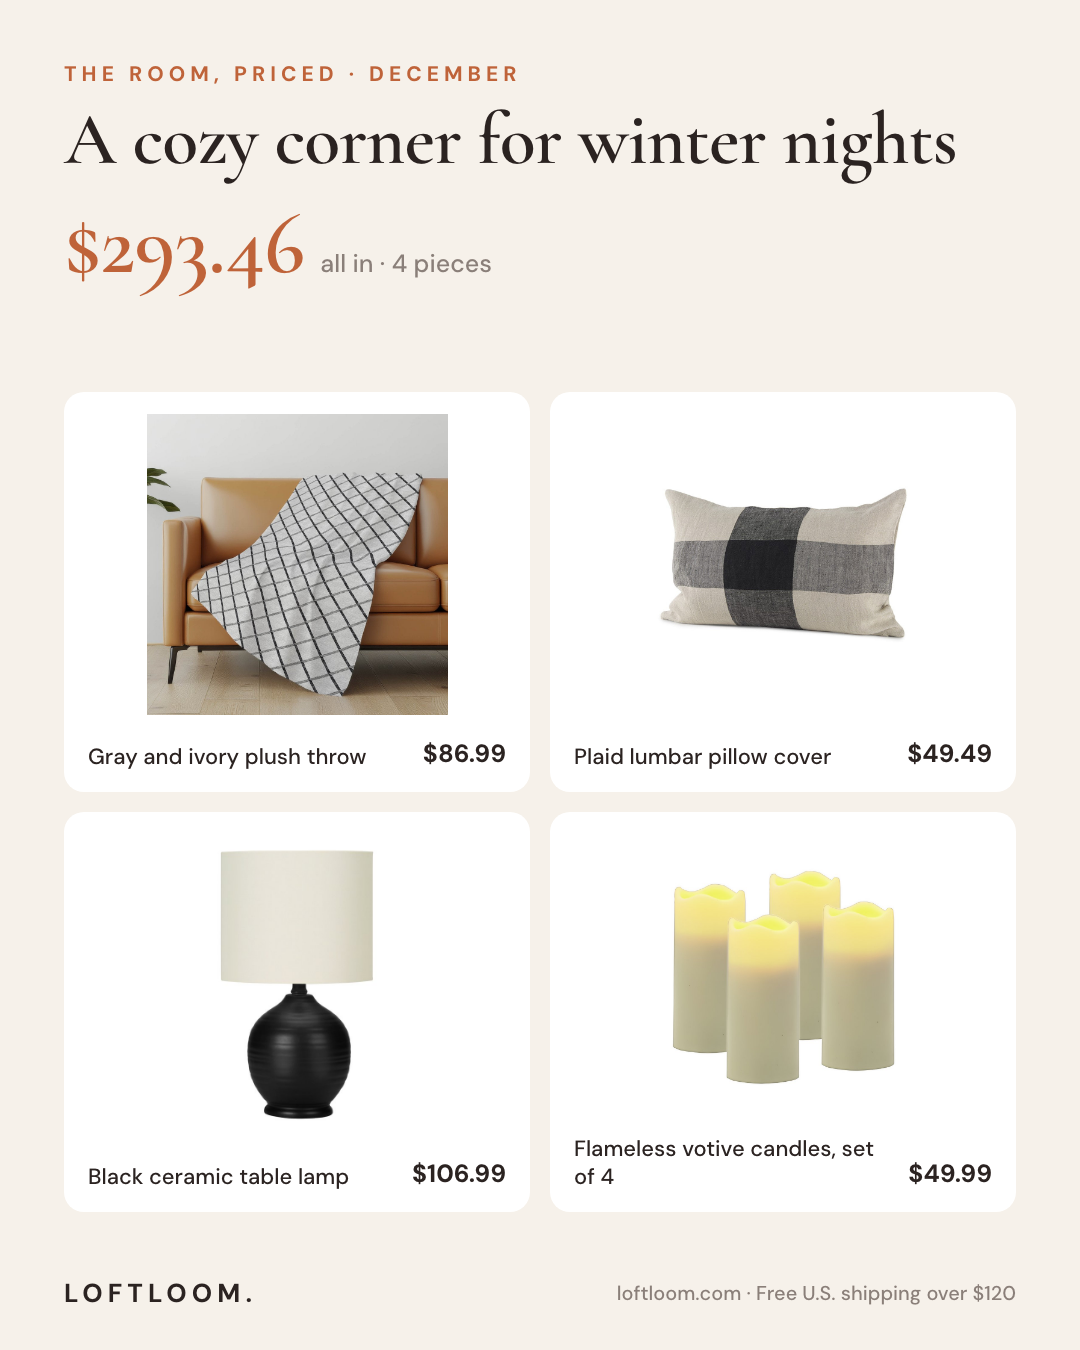 THE ROOM, PRICED · DECEMBER
A cozy corner for winter nights
$293.46 all in · 4 pieces
Gray and ivory plush throw $86.99
Plaid lumbar pillow cover $49.49
Black ceramic table lamp $106.99
Flameless votive candles, set
of 4 $49.99
LOFTLOOM.
loftloom.com · Free U.S. shipping over $120